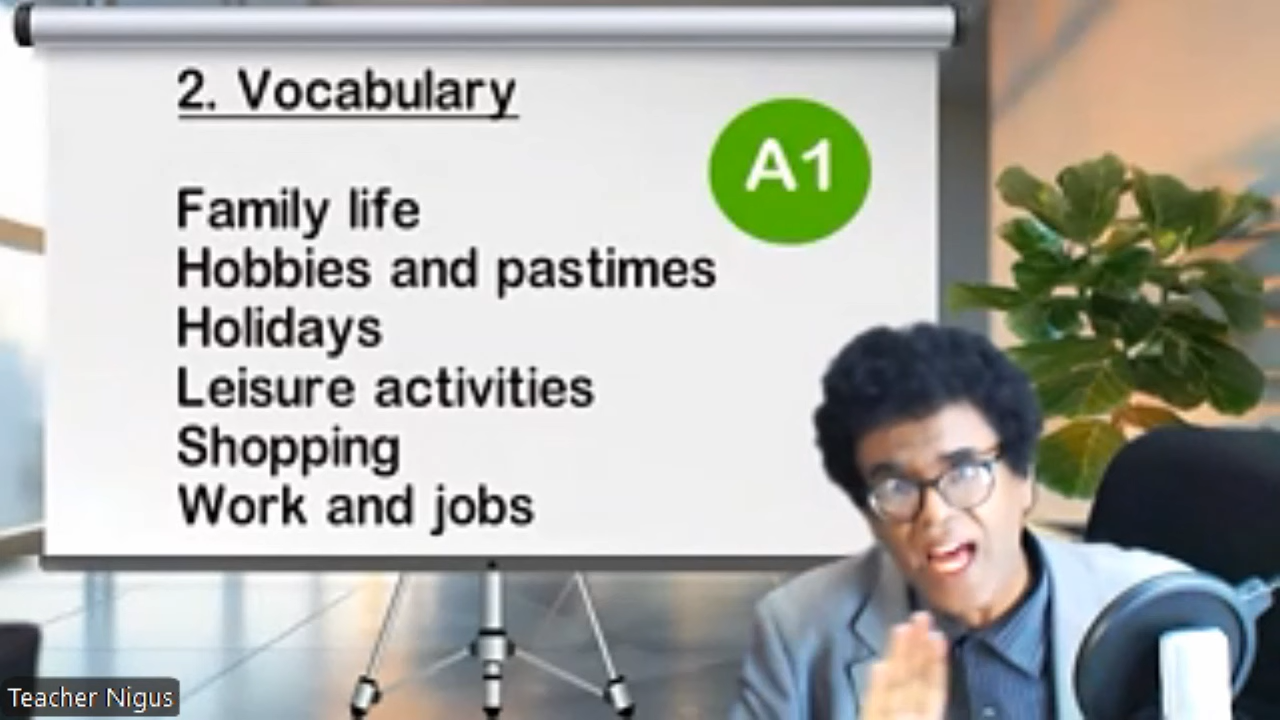 2. Vocabulary
A1
Family life
Hobbies and pastimes
Holidays
Leisure activities
Shopping
Work and jobs
Teacher Nigus